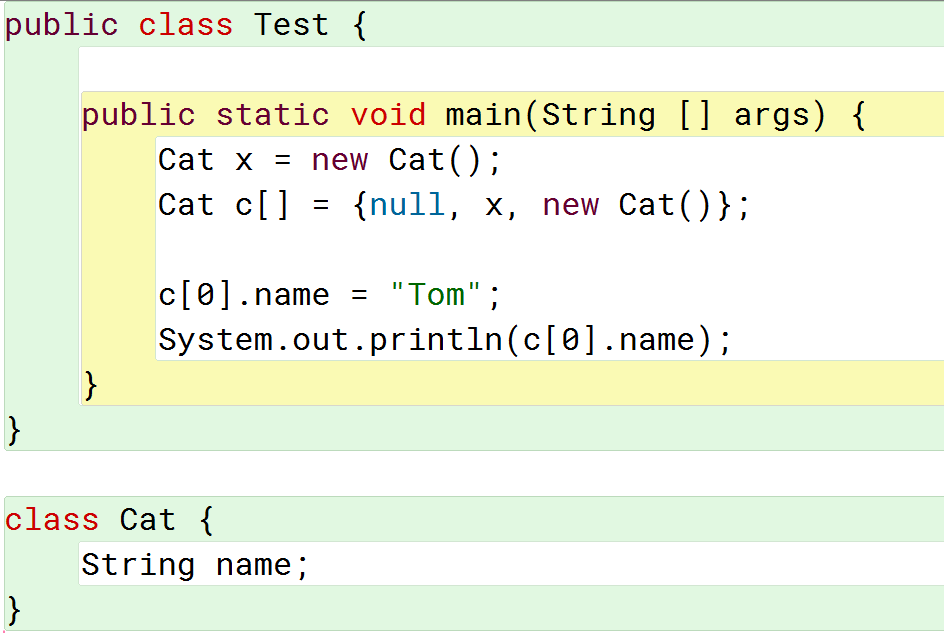 public class Test {
public static void main(String [] args) {
Cat x = new Cat();
Cat c[] = {null, x, new Cat()};
c[0].name = "Tom";
System.out.println(c[0].name);
}
}
class Cat {
String name;
}